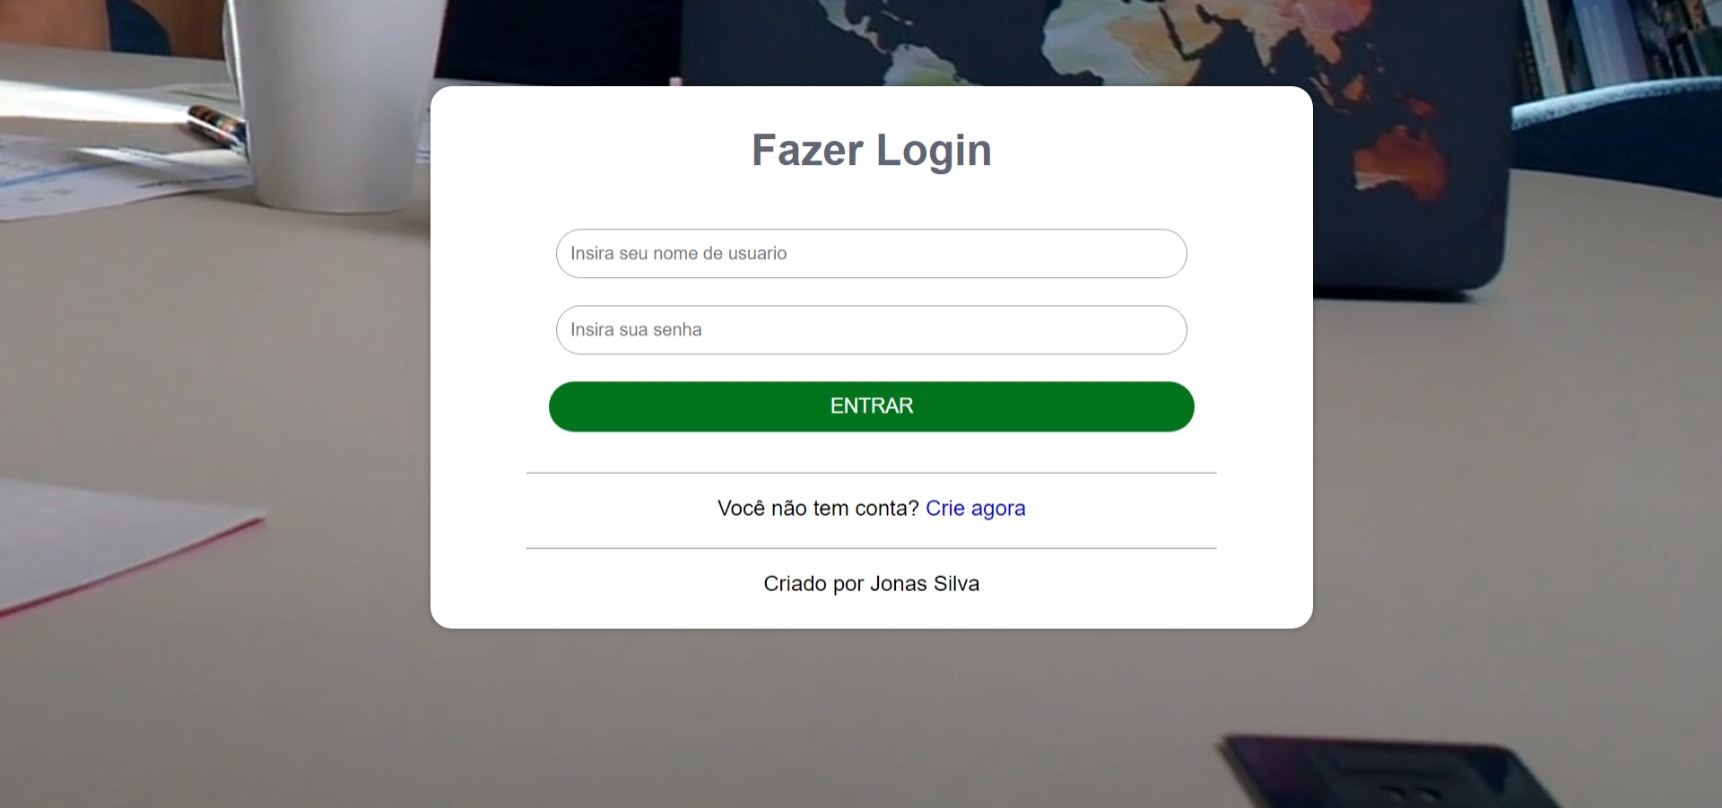 Fazer Login
Insira seu nome de usuario
Insira sua senha
ENTRAR
Você não tem conta? Crie agora
Criado por Jonas Silva